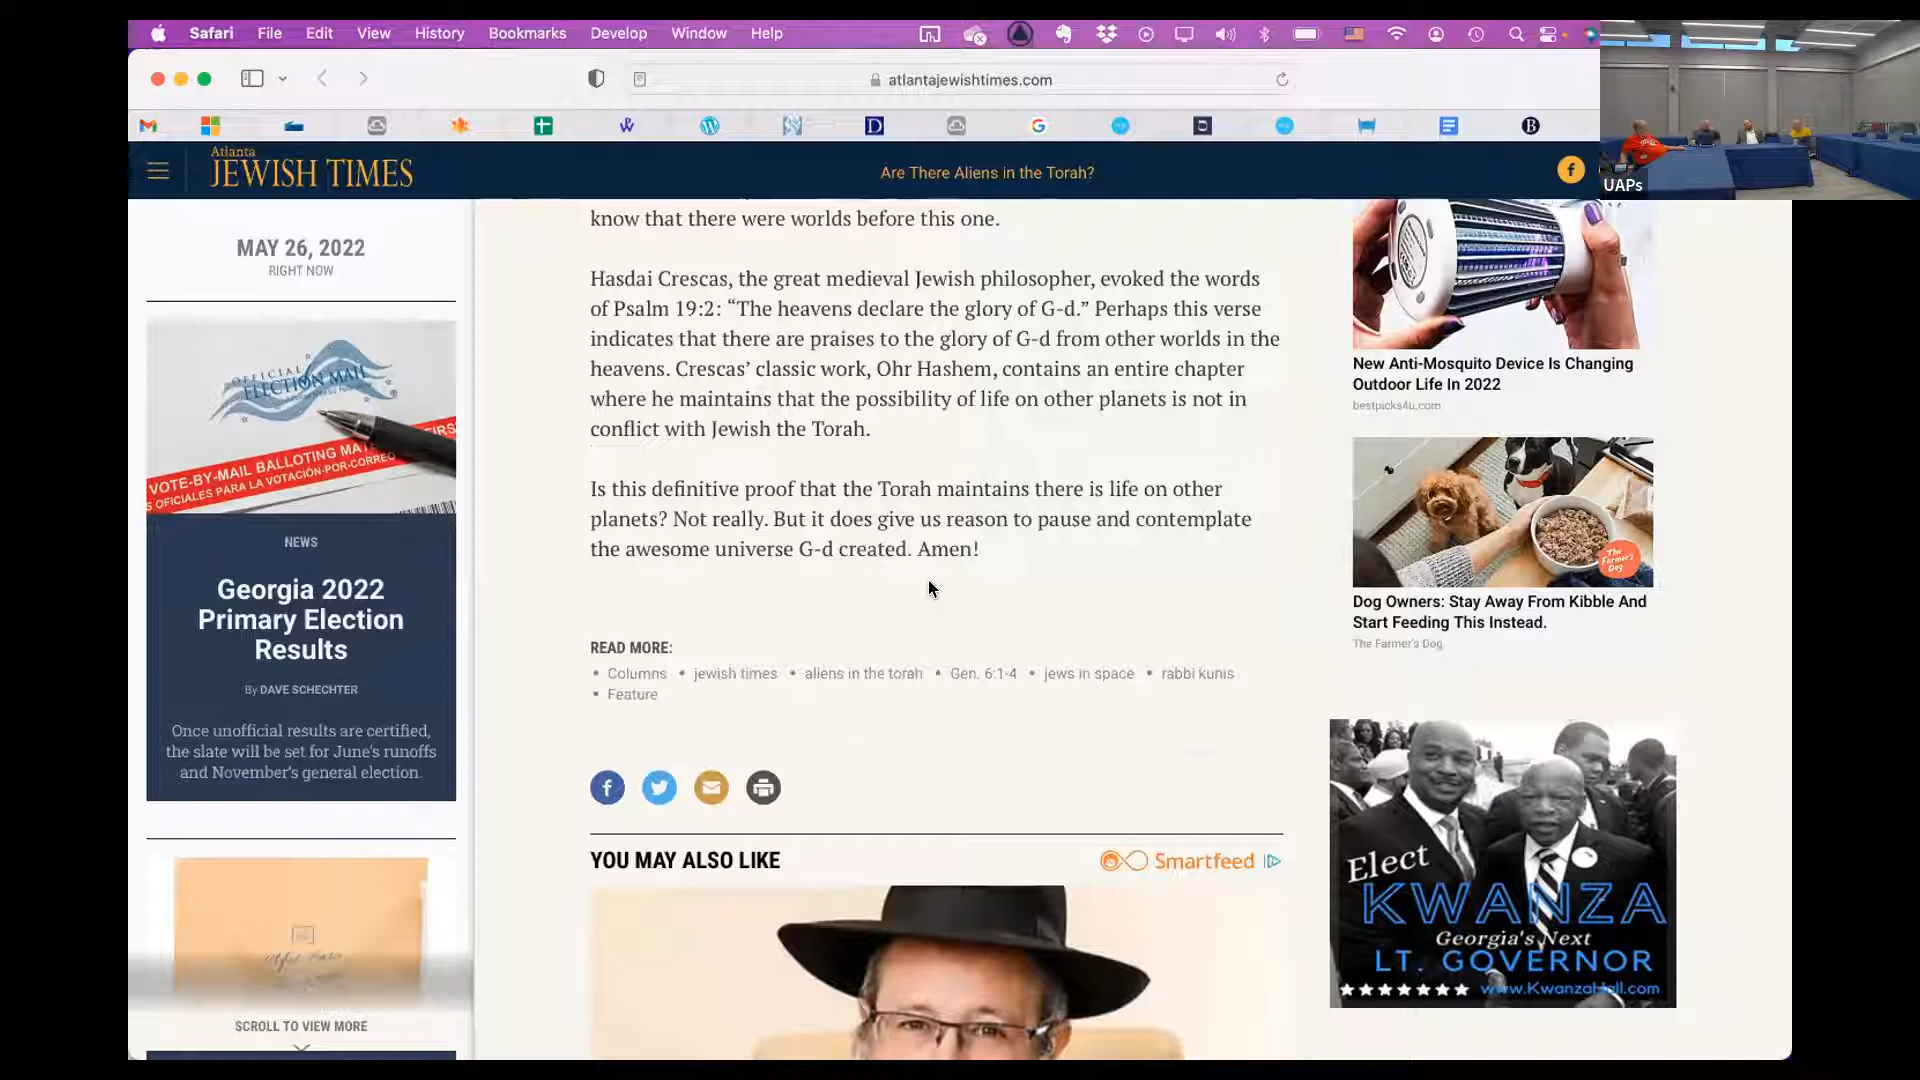 Safari File Edit View History Bookmarks Develop Window Help
atlantajewishtimes.com
UAPs
Atlanta
JEWISH TIMES
Are There Aliens in the Torah?
MAY 26, 2022
RIGHT NOW
OFFICIAL
ELECTION MAIL
VOTE-BY-MAIL BALLOTING MAT
S OFICIALES PARA LA VOTACIÓN-POR-CORREO
NEWS
Georgia 2022
Primary Election
Results
By DAVE SCHECHTER
Once unofficial results are certified,
the slate will be set for June's runoffs
and November's general election.
SCROLL TO VIEW MORE
know that there were worlds before this one.
Hasdai Crescas, the great medieval Jewish philosopher, evoked the words
of Psalm 19:2: “The heavens declare the glory of G-d.” Perhaps this verse
indicates that there are praises to the glory of G-d from other worlds in the
heavens. Crescas’ classic work, Ohr Hashem, contains an entire chapter
where he maintains that the possibility of life on other planets is not in
conflict with Jewish the Torah.
Is this definitive proof that the Torah maintains there is life on other
planets? Not really. But it does give us reason to pause and contemplate
the awesome universe G-d created. Amen!
READ MORE:
• Columns • jewish times • aliens in the torah • Gen. 6:1-4 • jews in space • rabbi kunis
• Feature
YOU MAY ALSO LIKE
Smartfeed
New Anti-Mosquito Device Is Changing
Outdoor Life In 2022
bestpicks4u.com
The
Farmer's
Dog
Dog Owners: Stay Away From Kibble And
Start Feeding This Instead.
The Farmer's Dog
Elect
KWANZA
Georgia's Next
LT. GOVERNOR
www.KwanzaHall.com